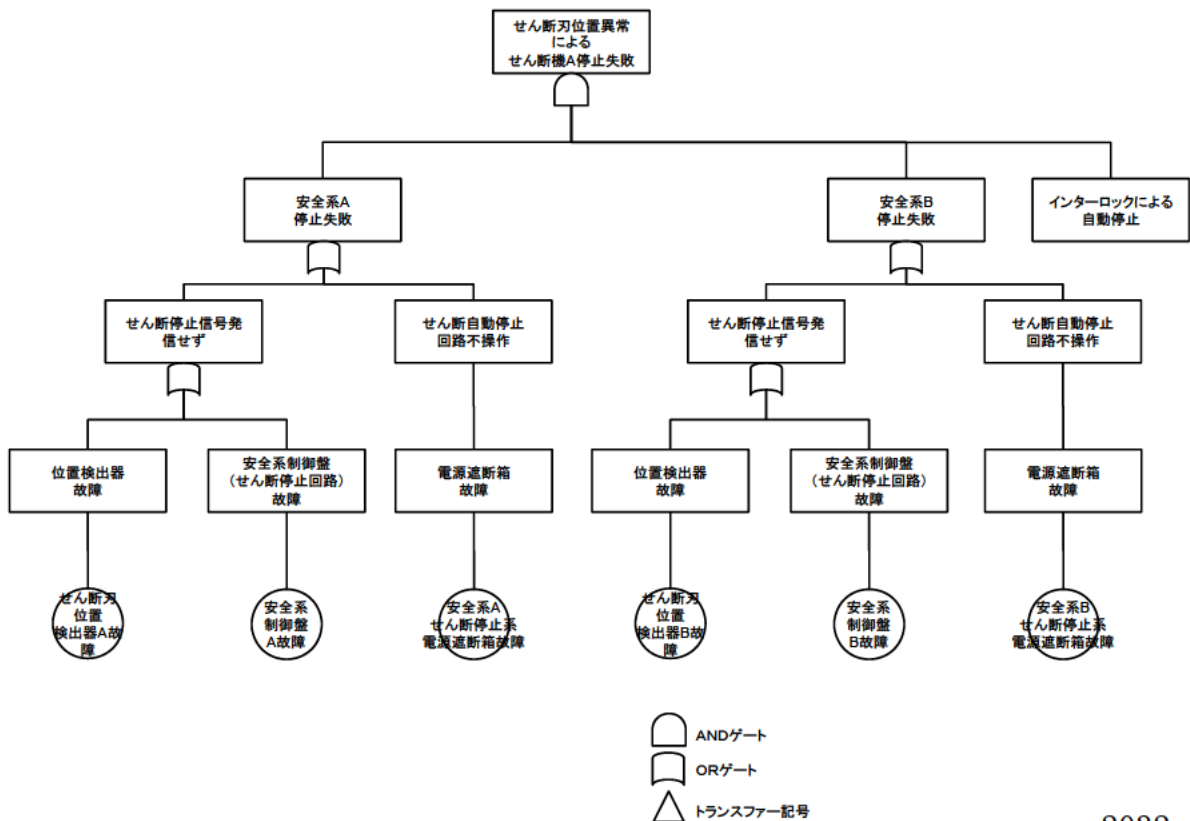 せん断刃位置異常
による
せん断機A停止失敗
安全系A
停止失敗
安全系B
停止失敗
インターロックによる
自動停止
せん断停止信号発
信せず
せん断自動停止
回路不操作
せん断停止信号発
信せず
せん断自動停止
回路不操作
位置検出器
故障
安全系制御盤
（せん断停止回路）
故障
電源遮断箱
故障
位置検出器
故障
安全系制御盤
（せん断停止回路）
故障
電源遮断箱
故障
せん断刃
位置
検出器A故
障
安全系
制御盤
A故障
安全系A
せん断停止系
電源遮断箱故障
せん断刃
位置
検出器B故
障
安全系
制御盤
B故障
安全系B
せん断停止系
電源遮断箱故障
ANDゲート
ORゲート
トランスファー記号